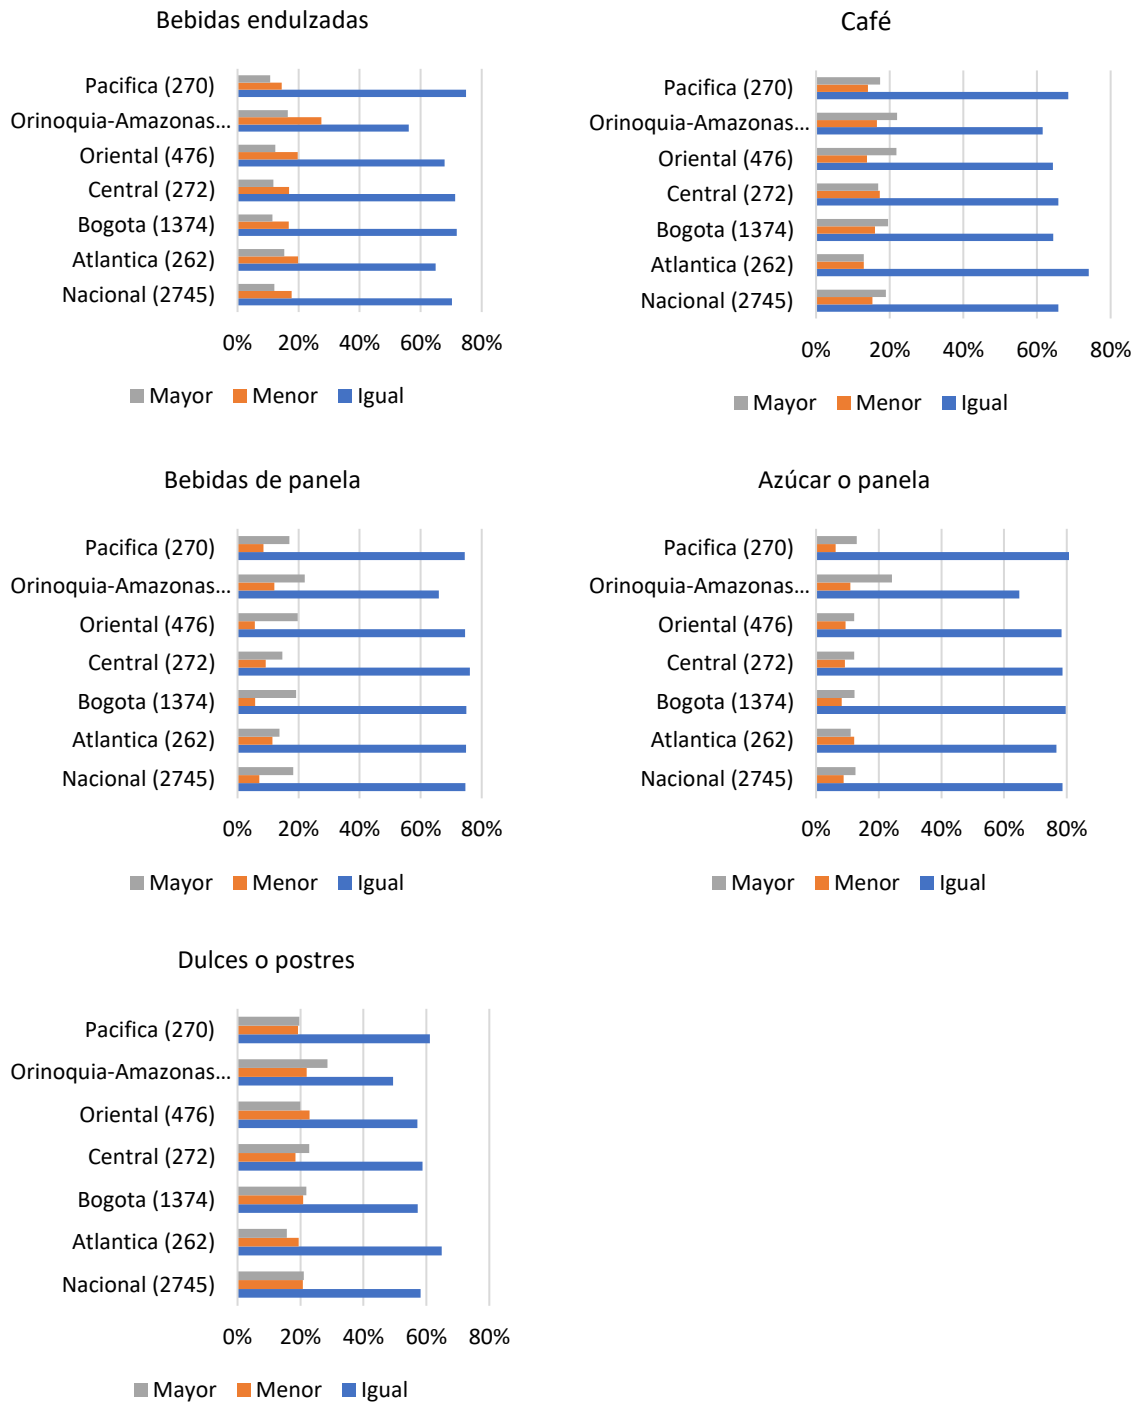 Bebidas endulzadas
Pacifica (270)
Orinoquia-Amazonas...
Oriental (476)
Central (272)
Bogota (1374)
Atlantica (262)
Nacional (2745)
0% 20% 40% 60% 80%
Mayor Menor Igual
Café
Pacifica (270)
Orinoquia-Amazonas...
Oriental (476)
Central (272)
Bogota (1374)
Atlantica (262)
Nacional (2745)
0% 20% 40% 60% 80%
Mayor Menor Igual
Bebidas de panela
Pacifica (270)
Orinoquia-Amazonas...
Oriental (476)
Central (272)
Bogota (1374)
Atlantica (262)
Nacional (2745)
0% 20% 40% 60% 80%
Mayor Menor Igual
Azúcar o panela
Pacifica (270)
Orinoquia-Amazonas...
Oriental (476)
Central (272)
Bogota (1374)
Atlantica (262)
Nacional (2745)
0% 20% 40% 60% 80%
Mayor Menor Igual
Dulces o postres
Pacifica (270)
Orinoquia-Amazonas...
Oriental (476)
Central (272)
Bogota (1374)
Atlantica (262)
Nacional (2745)
0% 20% 40% 60% 80%
Mayor Menor Igual